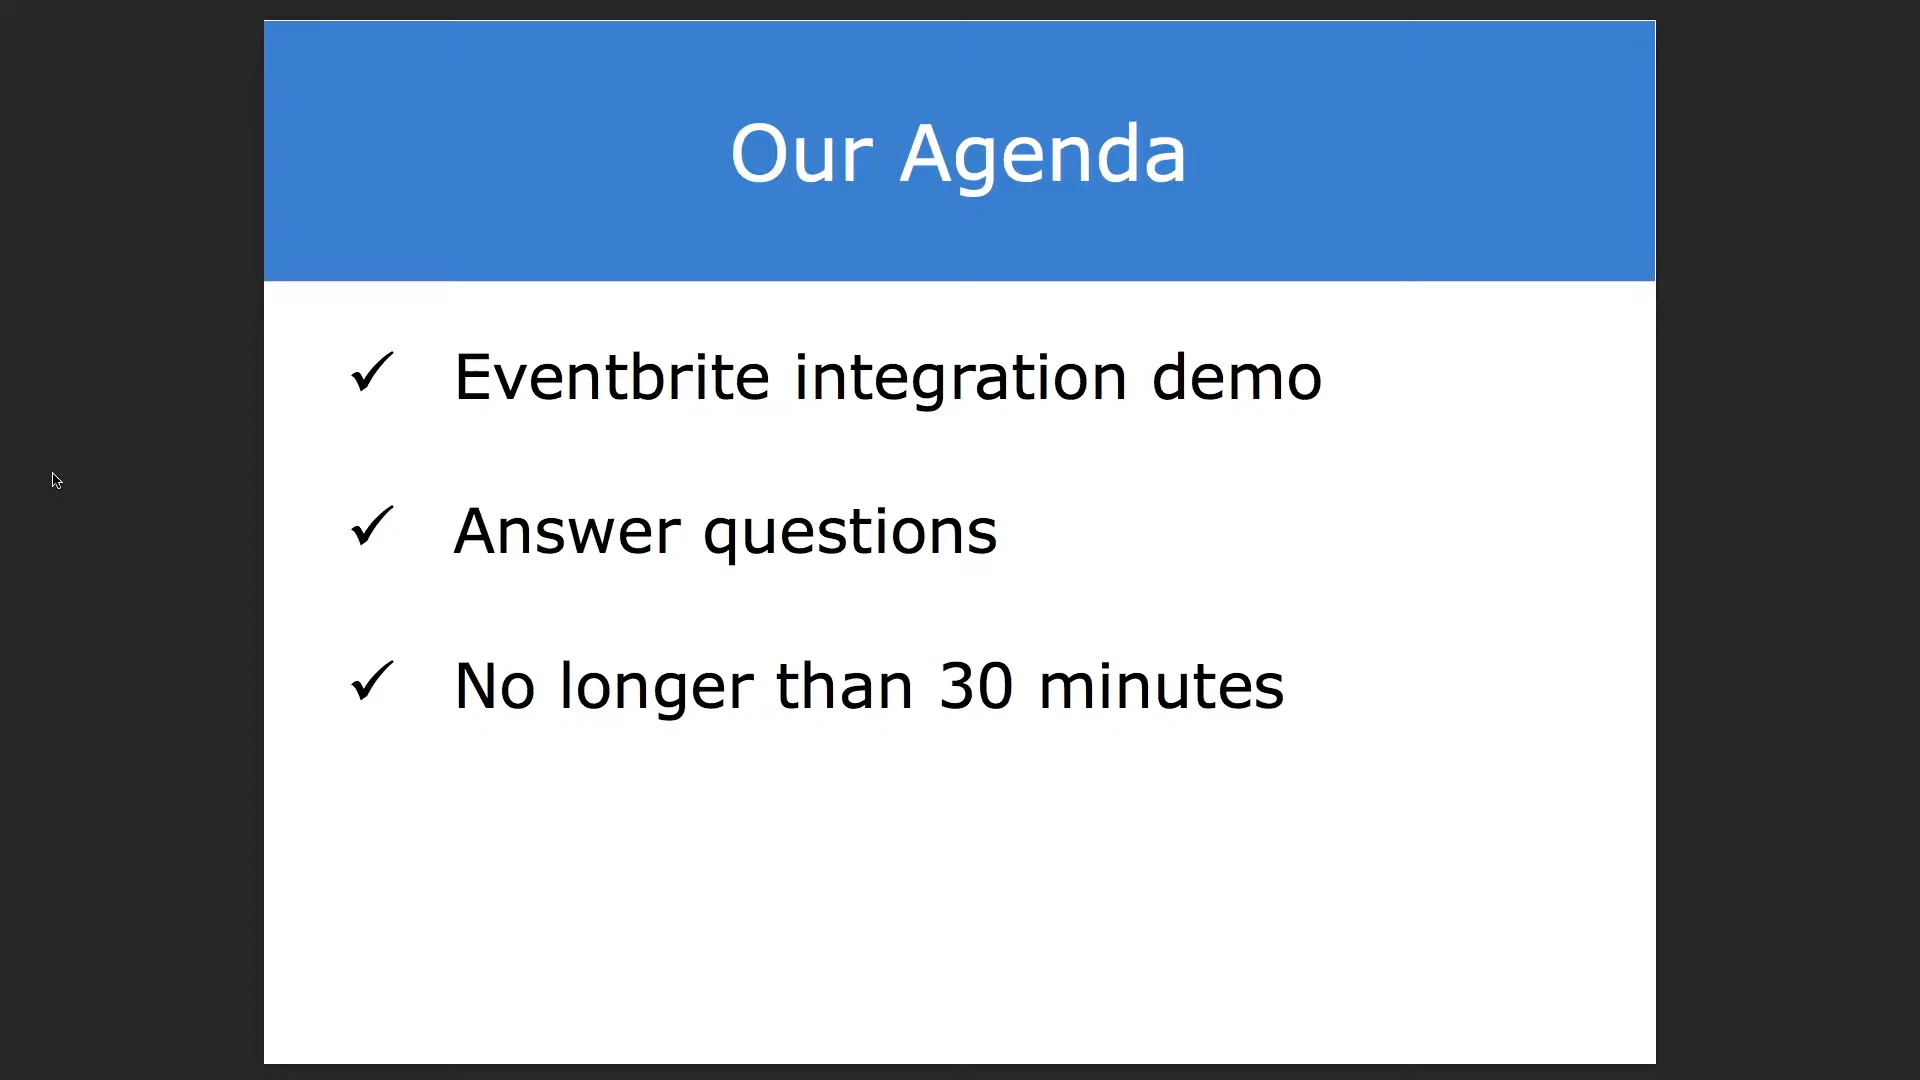 Our Agenda
✓ Eventbrite integration demo
✓ Answer questions
✓ No longer than 30 minutes